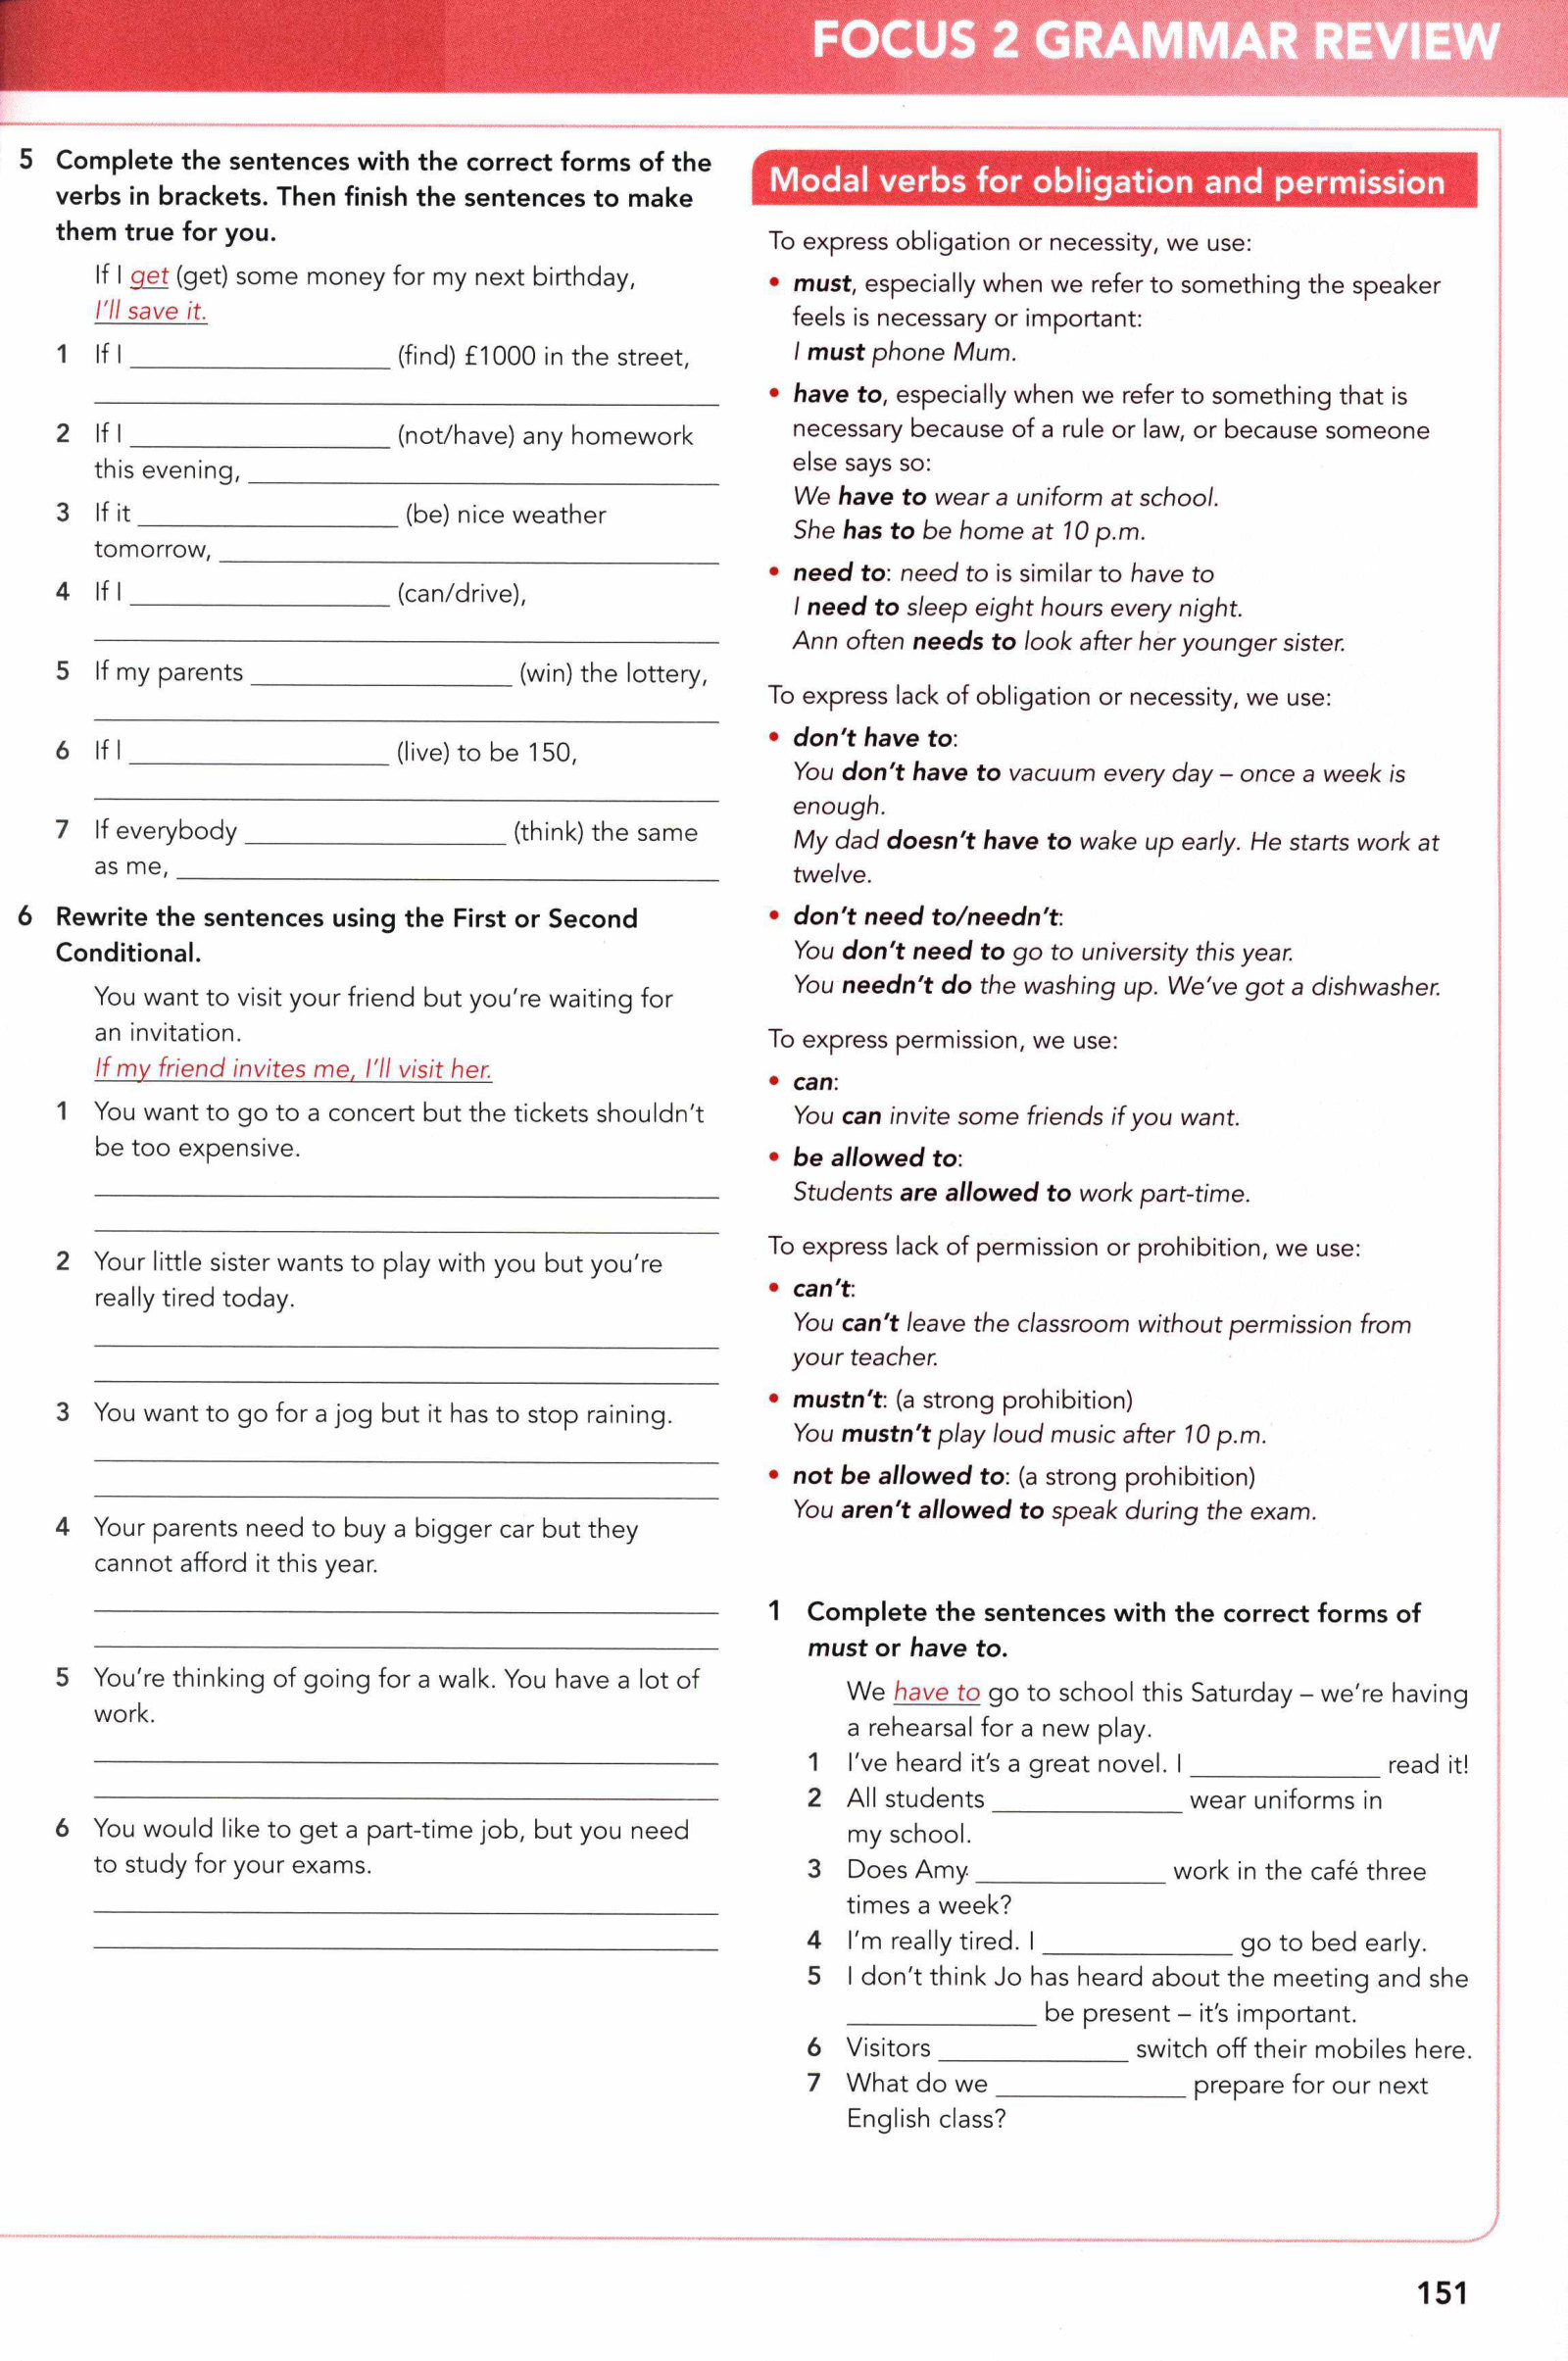 FOCUS 2 GRAMMAR REVIEW
5 Complete the sentences with the correct forms of the
verbs in brackets. Then finish the sentences to make
them true for you.
If I get (get) some money for my next birthday,
I'll save it.
1 If I ____ (find) £1000 in the street,
____
2 If I ____ (not/have) any homework
this evening, ____
3 If it ____ (be) nice weather
tomorrow, ____
4 If I ____ (can/drive),
____
5 If my parents ____ (win) the lottery,
____
6 If I ____ (live) to be 150,
____
7 If everybody ____ (think) the same
as me, ____
6 Rewrite the sentences using the First or Second
Conditional.
You want to visit your friend but you're waiting for
an invitation.
If my friend invites me, I'll visit her.
1 You want to go to a concert but the tickets shouldn't
be too expensive.
2 Your little sister wants to play with you but you're
really tired today.
3 You want to go for a jog but it has to stop raining.
4 Your parents need to buy a bigger car but they
cannot afford it this year.
5 You're thinking of going for a walk. You have a lot of
work.
6 You would like to get a part-time job, but you need
to study for your exams.
Modal verbs for obligation and permission
To express obligation or necessity, we use:
• must, especially when we refer to something the speaker
feels is necessary or important:
I must phone Mum.
• have to, especially when we refer to something that is
necessary because of a rule or law, or because someone
else says so:
We have to wear a uniform at school.
She has to be home at 10 p.m.
• need to: need to is similar to have to
I need to sleep eight hours every night.
Ann often needs to look after her younger sister.
To express lack of obligation or necessity, we use:
• don't have to:
You don't have to vacuum every day – once a week is
enough.
My dad doesn't have to wake up early. He starts work at
twelve.
• don't need to/needn't:
You don't need to go to university this year.
You needn't do the washing up. We've got a dishwasher.
To express permission, we use:
• can:
You can invite some friends if you want.
• be allowed to:
Students are allowed to work part-time.
To express lack of permission or prohibition, we use:
• can't:
You can't leave the classroom without permission from
your teacher.
• mustn't: (a strong prohibition)
You mustn't play loud music after 10 p.m.
• not be allowed to: (a strong prohibition)
You aren't allowed to speak during the exam.
1 Complete the sentences with the correct forms of
must or have to.
We have to go to school this Saturday – we're having
a rehearsal for a new play.
1 I've heard it's a great novel. I ____ read it!
2 All students ____ wear uniforms in
my school.
3 Does Amy ____ work in the café three
times a week?
4 I'm really tired. I ____ go to bed early.
5 I don't think Jo has heard about the meeting and she
____ be present – it's important.
6 Visitors ____ switch off their mobiles here.
7 What do we ____ prepare for our next
English class?
151